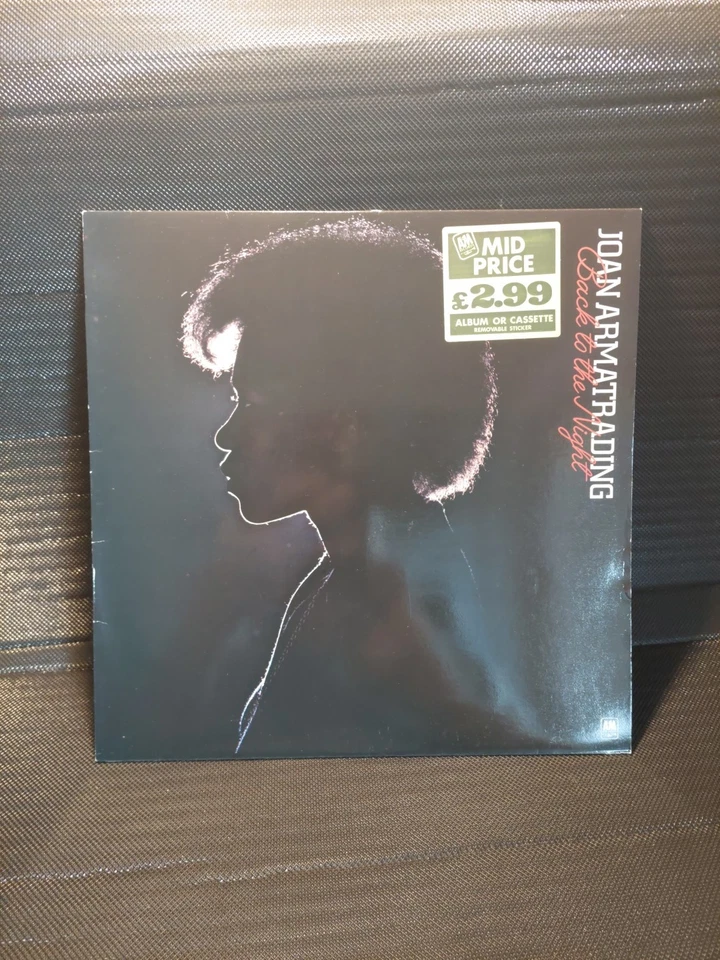 A&M
MID
PRICE
£2.99
ALBUM OR CASSETTE
REMOVABLE STICKER
JOAN ARMATRADING
Back to the Night
A&M